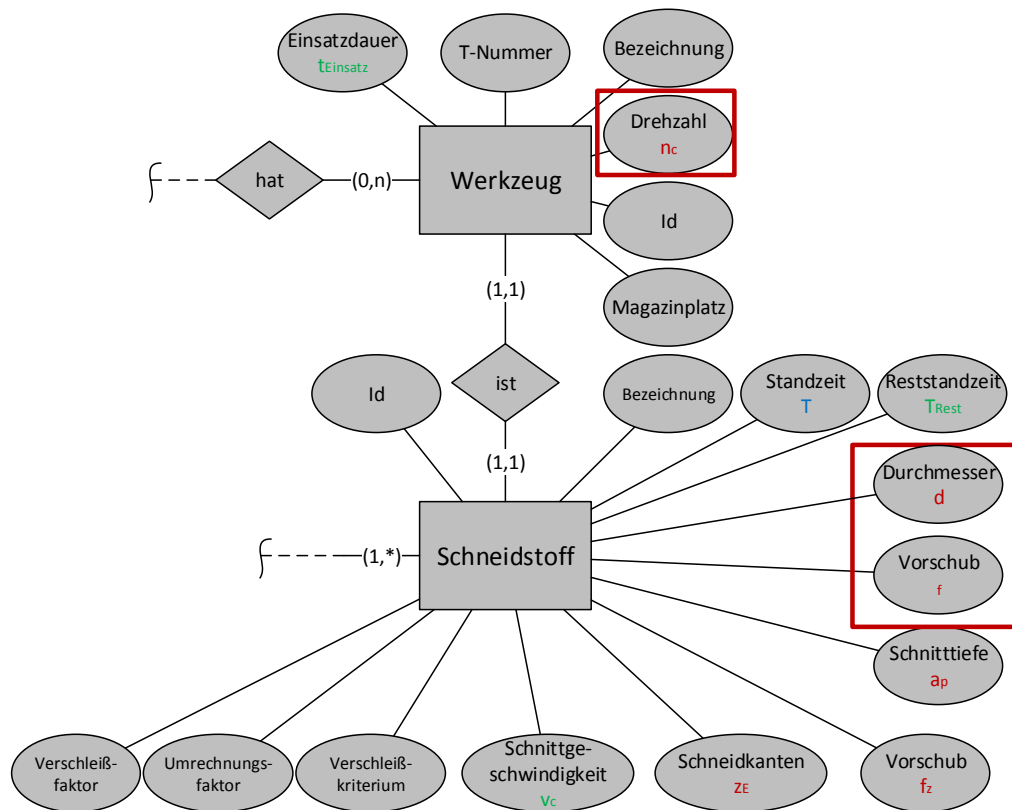 Einsatzdauer
tEinsatz
T-Nummer
Bezeichnung
Drehzahl
nc
hat
(0,n)
Werkzeug
Id
(1,1)
Magazinplatz
Id
ist
Bezeichnung
Standzeit
T
Reststandzeit
TRest
(1,1)
Durchmesser
d
(1,*)
Schneidstoff
Vorschub
f
Schnitttiefe
ap
Verschleiß-
faktor
Umrechnungs-
faktor
Verschleiß-
kriterium
Schnittge-
schwindigkeit
vc
Schneidkanten
zE
Vorschub
fz